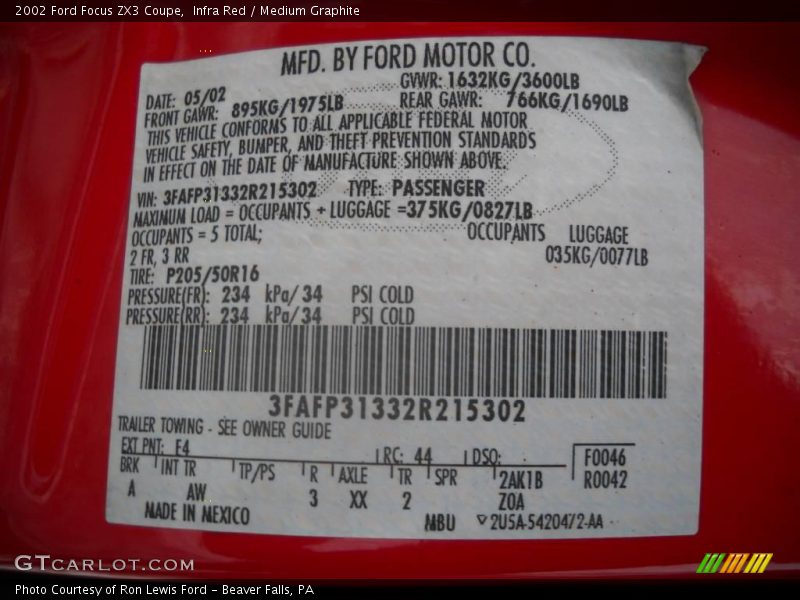 2002 Ford Focus ZX3 Coupe,  Infra Red / Medium Graphite
MFD. BY FORD MOTOR CO.
DATE: 05/02 GVWR: 1632KG/3600LB
FRONT GAWR: 895KG/1975LB REAR GAWR: 766KG/1690LB
THIS VEHICLE CONFORMS TO ALL APPLICABLE FEDERAL MOTOR
VEHICLE SAFETY, BUMPER, AND THEFT PREVENTION STANDARDS
IN EFFECT ON THE DATE OF MANUFACTURE SHOWN ABOVE.
VIN: 3FAFP31332R215302 TYPE: PASSENGER
MAXIMUM LOAD = OCCUPANTS + LUGGAGE =375KG/0827LB
OCCUPANTS = 5 TOTAL; OCCUPANTS LUGGAGE
2 FR, 3 RR 035KG/0077LB
TIRE: P205/50R16
PRESSURE(FR): 234 kPa/ 34 PSI COLD
PRESSURE(RR): 234 kPa/ 34 PSI COLD
3FAFP31332R215302
TRAILER TOWING - SEE OWNER GUIDE
EXT PNT: E4 RC: 44 DSO: F0046
BRK INT TR TP/PS R AXLE TR SPR 2AK1B R0042
A AW 3 XX 2 Z0A
MADE IN MEXICO MBU 2USA-5420472-AA
GTCARLOT.COM
Photo Courtesy of Ron Lewis Ford - Beaver Falls, PA